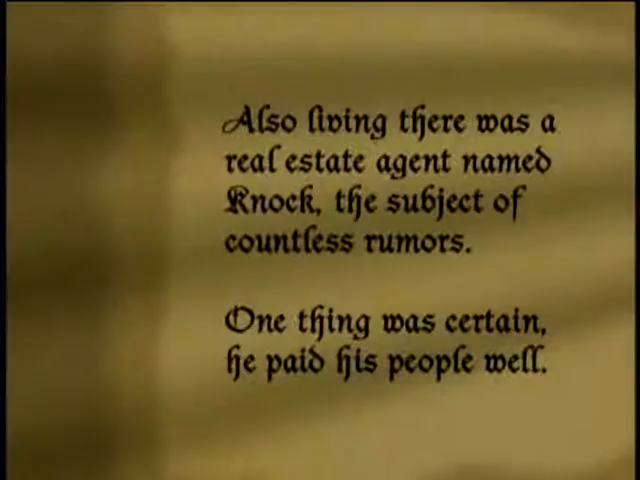 Also living there was a
real estate agent named
Knock, the subject of
countless rumors.
One thing was certain,
he paid his people well.